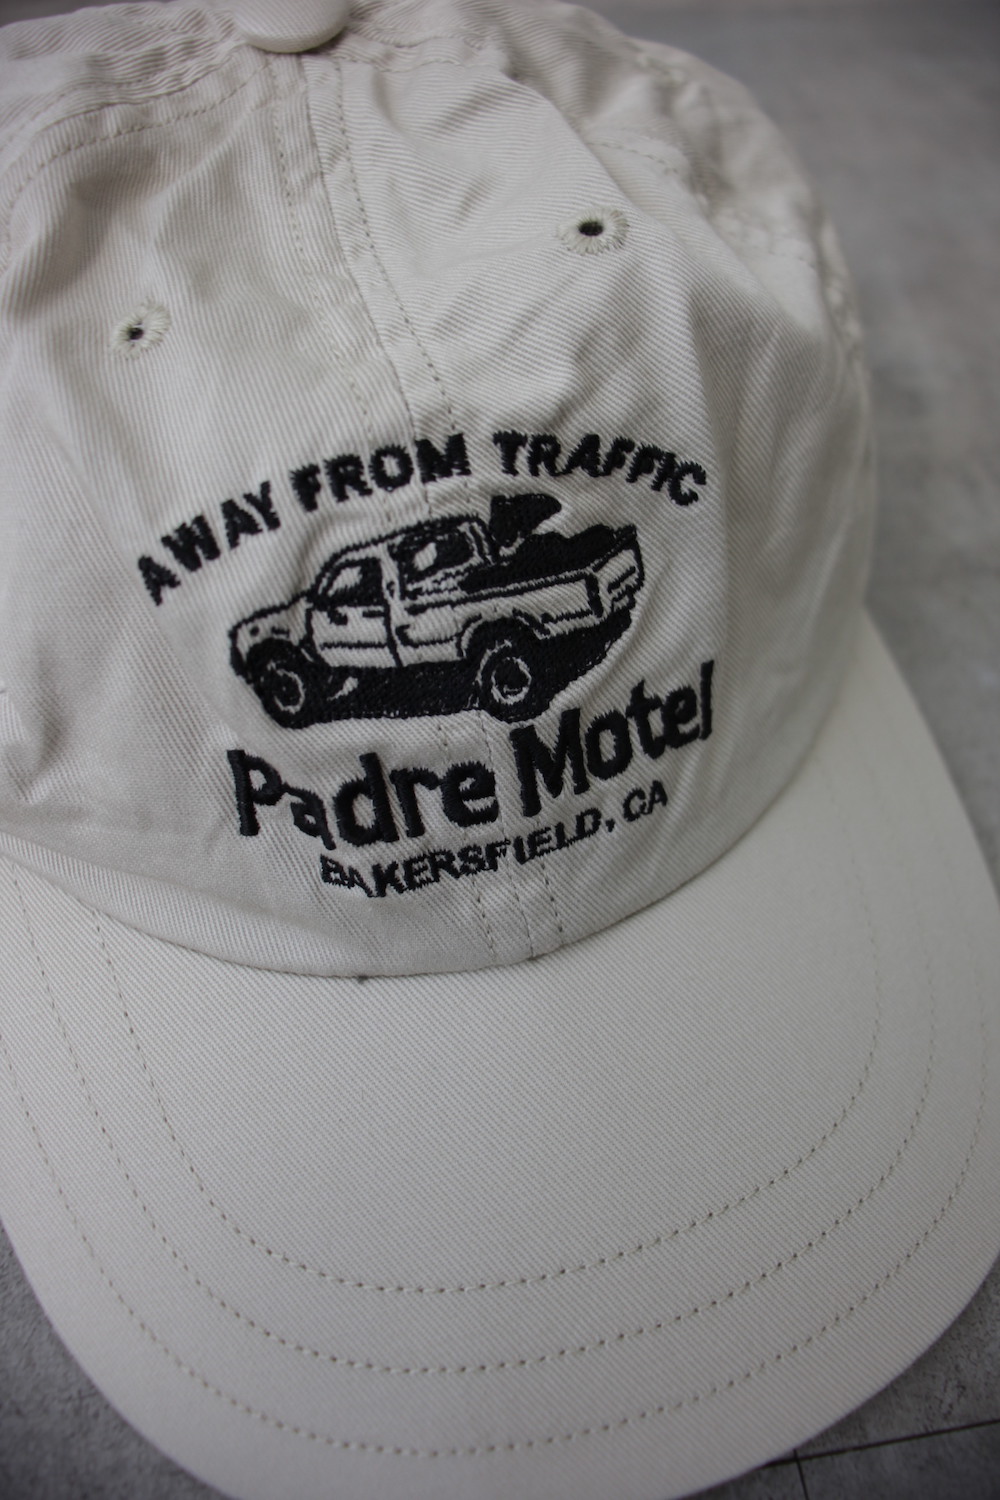 AWAY FROM TRAFFIC
Padre Motel
BAKERSFIELD, CA